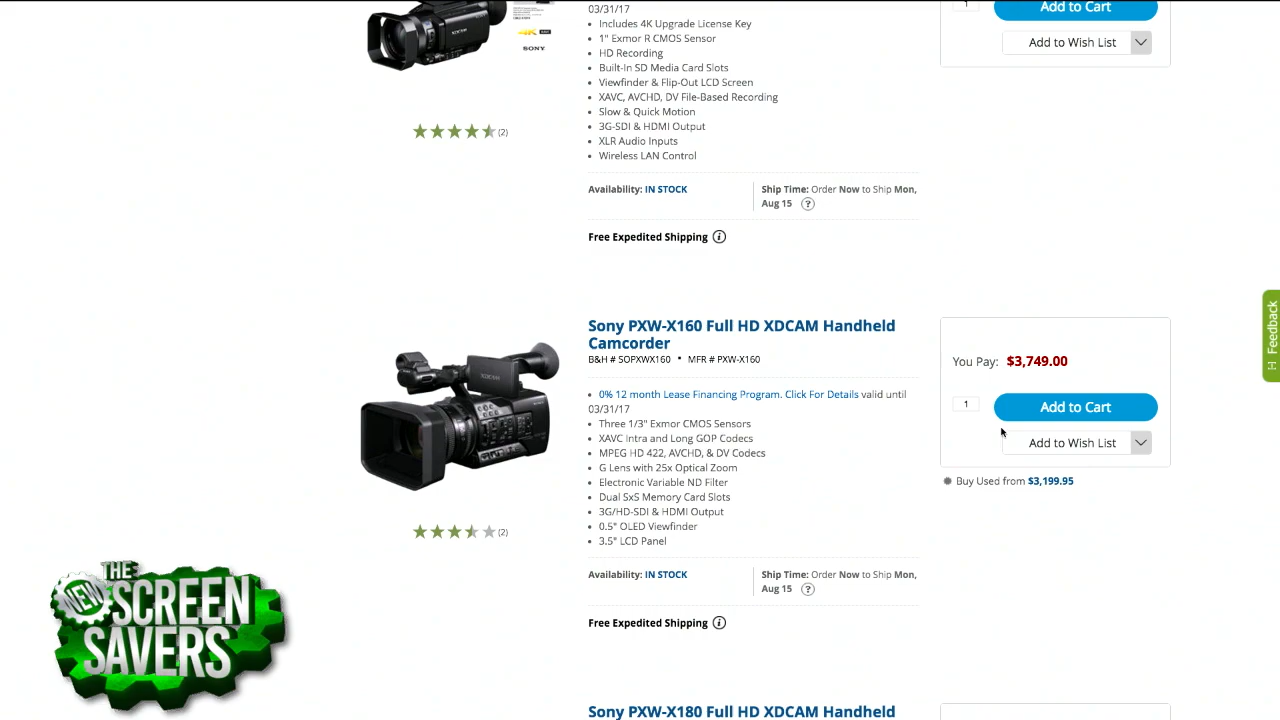 03/31/17
Includes 4K Upgrade License Key
1" Exmor R CMOS Sensor
HD Recording
Built-In SD Media Card Slots
Viewfinder & Flip-Out LCD Screen
XAVC, AVCHD, DV File-Based Recording
Slow & Quick Motion
3G-SDI & HDMI Output
XLR Audio Inputs
Wireless LAN Control
4K
SONY
(2)
1
Add to Cart
Add to Wish List
Availability: IN STOCK
Ship Time: Order Now to Ship Mon,
Aug 15 ?
Free Expedited Shipping i
Sony PXW-X160 Full HD XDCAM Handheld
Camcorder
B&H # SOPXWX160 • MFR # PXW-X160
0% 12 month Lease Financing Program. Click For Details valid until
03/31/17
Three 1/3" Exmor CMOS Sensors
XAVC Intra and Long GOP Codecs
MPEG HD 422, AVCHD, & DV Codecs
G Lens with 25x Optical Zoom
Electronic Variable ND Filter
Dual SxS Memory Card Slots
3G/HD-SDI & HDMI Output
0.5" OLED Viewfinder
3.5" LCD Panel
XDCAM
(2)
You Pay: $3,749.00
1
Add to Cart
Add to Wish List
Buy Used from $3,199.95
Availability: IN STOCK
Ship Time: Order Now to Ship Mon,
Aug 15 ?
Free Expedited Shipping i
Sony PXW-X180 Full HD XDCAM Handheld
Feedback
THE
NEW
SCREEN
SAVERS